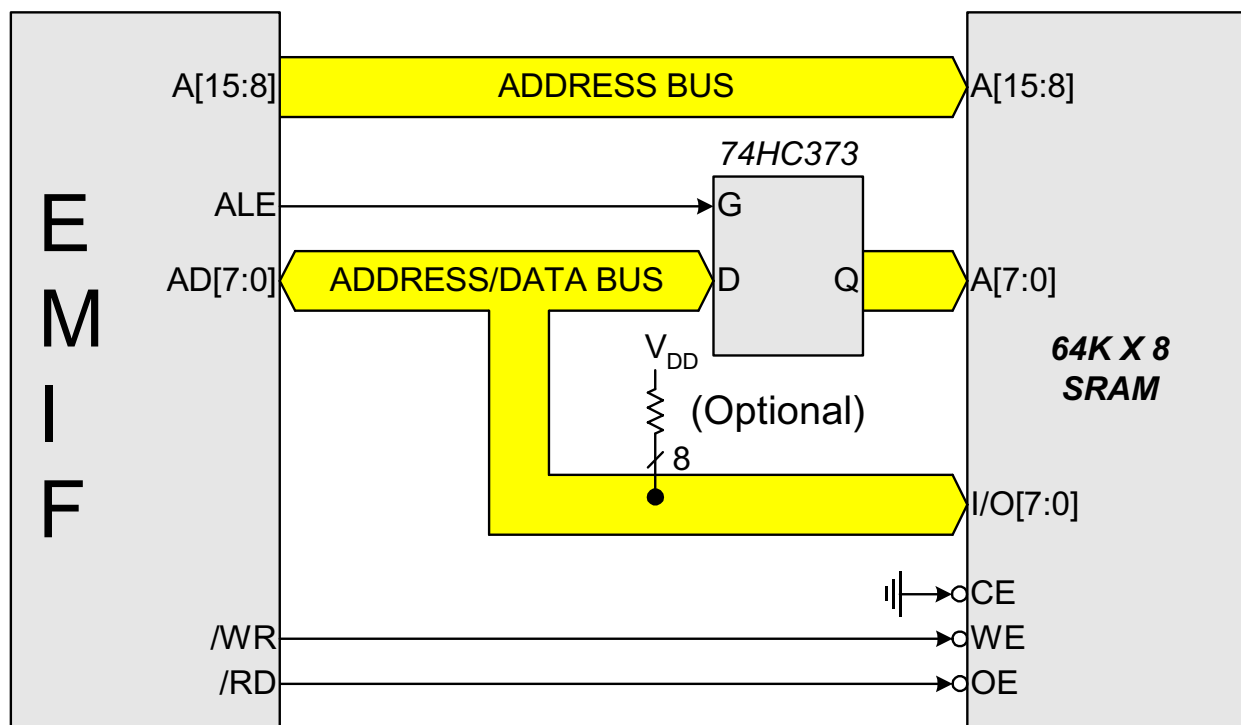 A[15:8] ADDRESS BUS A[15:8]
74HC373
ALE G
AD[7:0] ADDRESS/DATA BUS D Q A[7:0]
E
M
I
F
64K X 8
SRAM
VDD
(Optional)
8
I/O[7:0]
CE
/WR WE
/RD OE